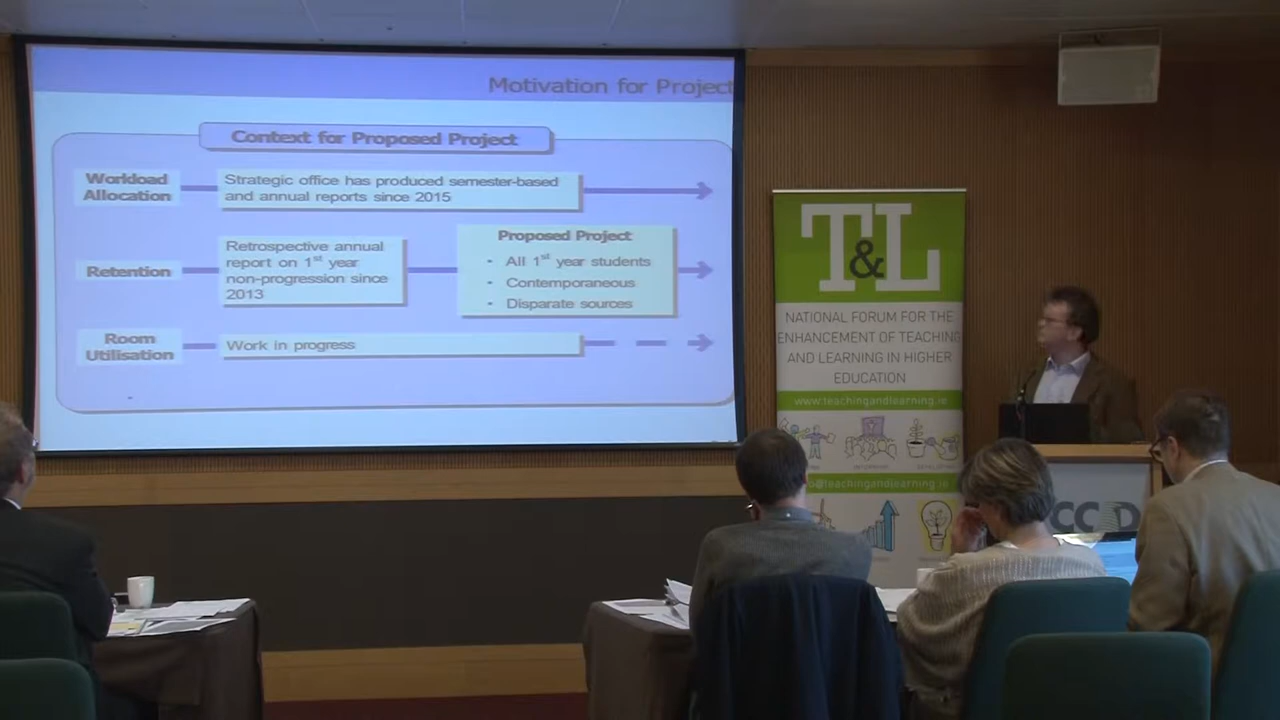 Motivation for Project
Context for Proposed Project
Workload
Allocation
Strategic office has produced semester-based
and annual reports since 2015
Retention
Retrospective annual
report on 1st year
non-progression since
2013
Proposed Project
• All 1st year students
• Contemporaneous
• Disparate sources
Room
Utilisation
Work in progress
T&L
NATIONAL FORUM FOR THE
ENHANCEMENT OF TEACHING
AND LEARNING IN HIGHER
EDUCATION
www.teachingandlearning.ie
@teachingandlearning.ie